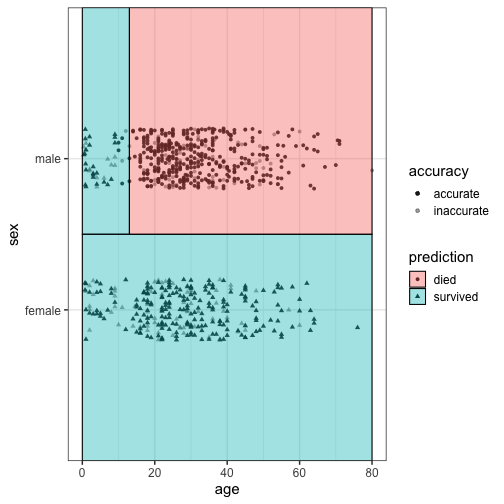 male
female
sex
0 20 40 60 80
age
accuracy
accurate
inaccurate
prediction
died
survived